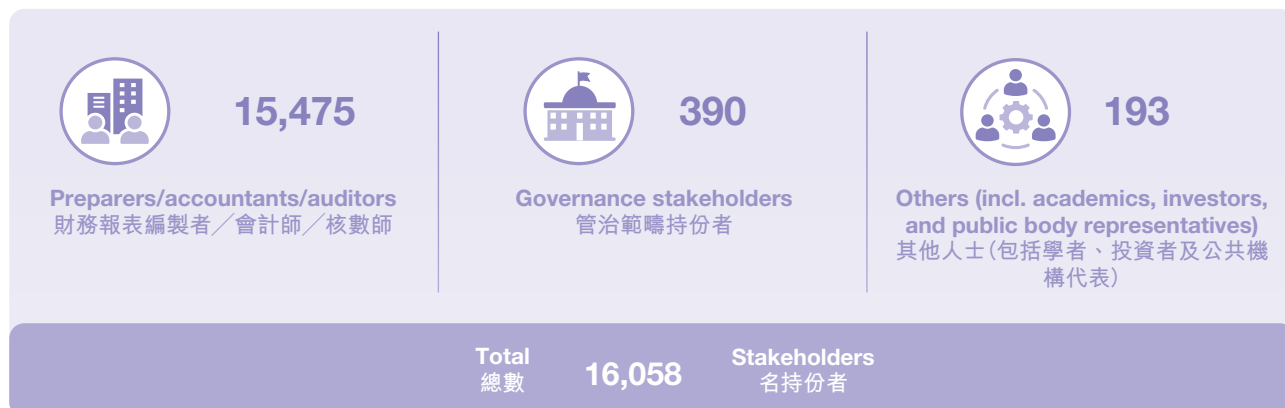 15,475
Preparers/accountants/auditors
財務報表編製者╱會計師╱核數師
390
Governance stakeholders
管治範疇持份者
193
Others (incl. academics, investors,
and public body representatives)
其他人士(包括學者、投資者及公共機
構代表)
Total
總數
16,058
Stakeholders
名持份者